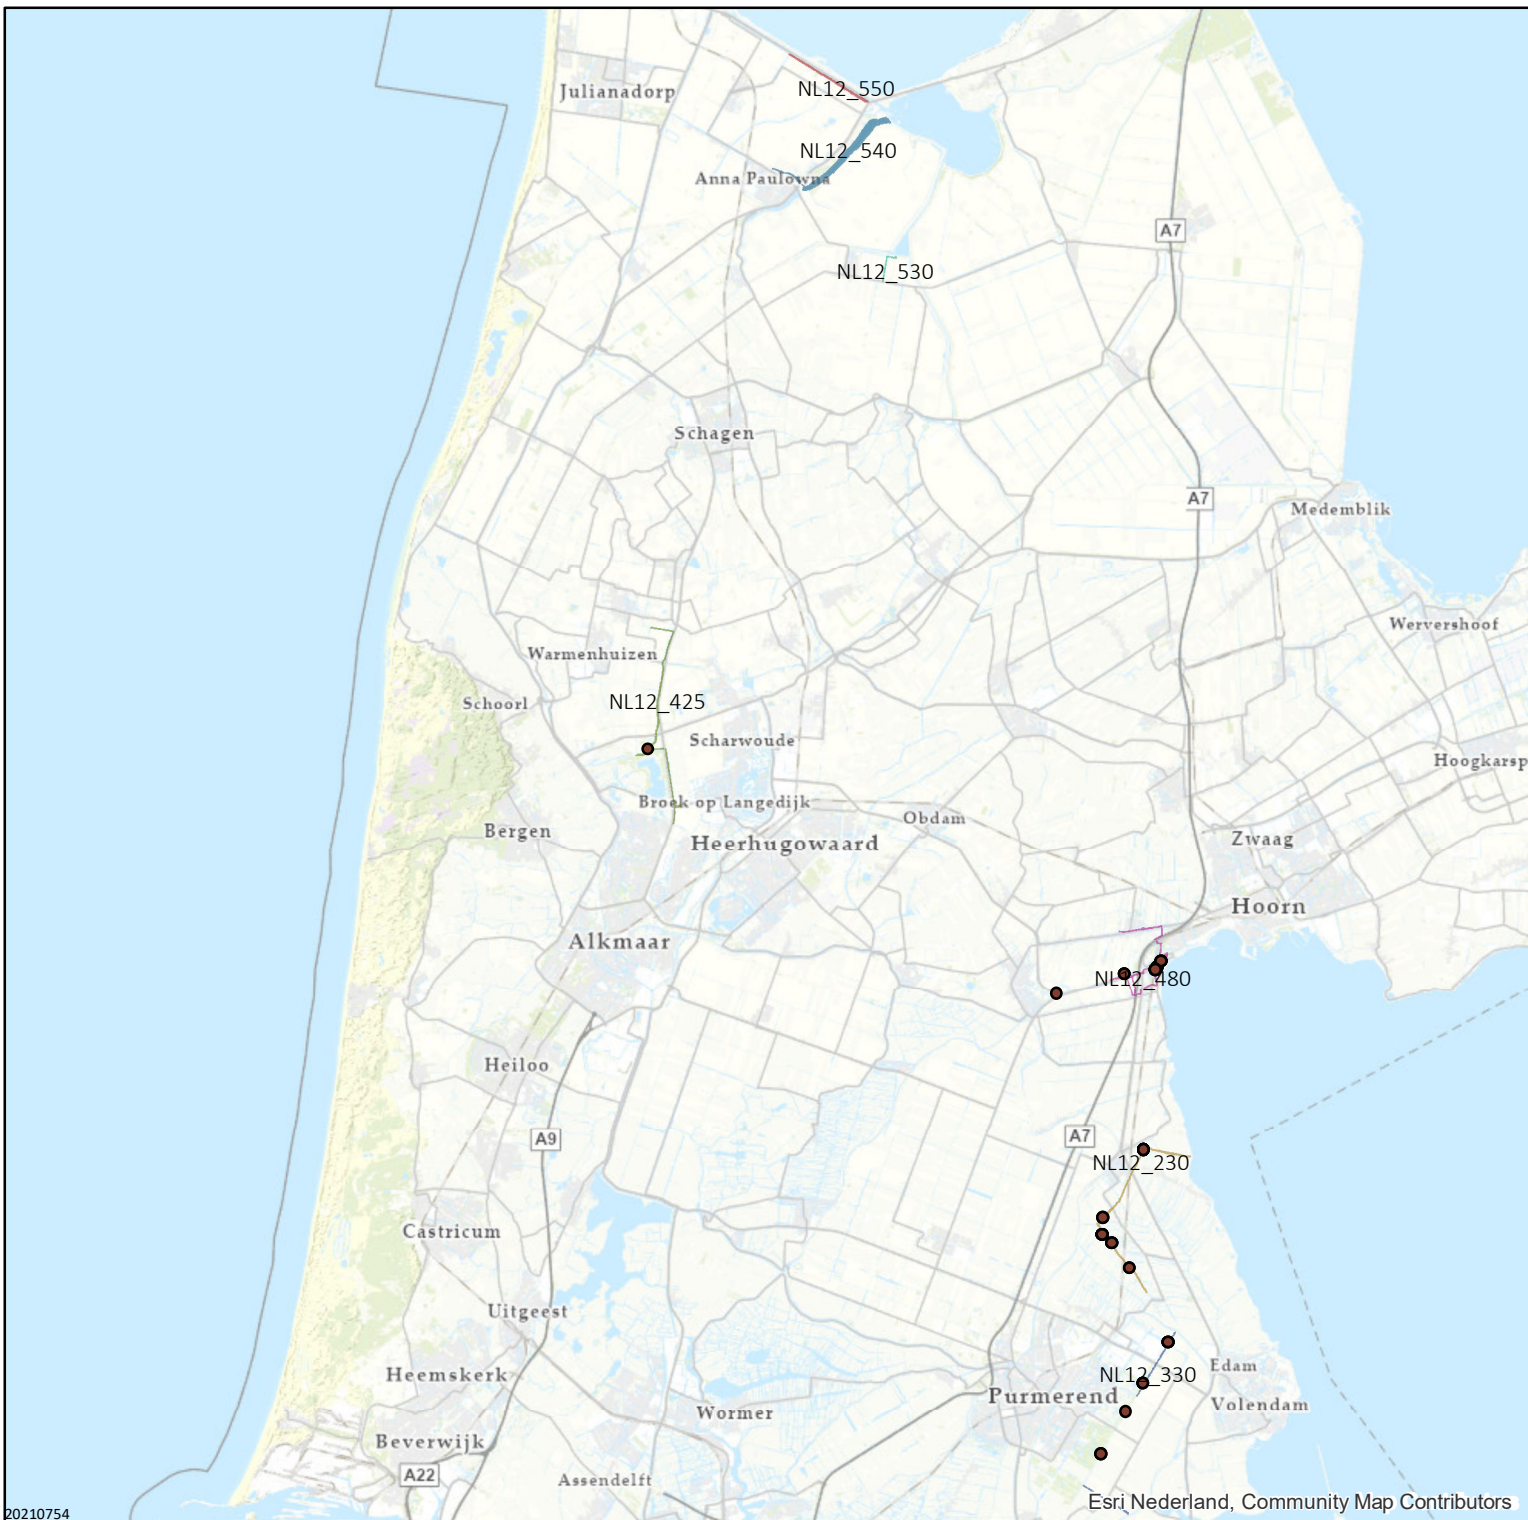 NL12_550
Julianadorp
NL12_540
Anna Paulowna
A7
NL12_530
Schagen
A7
Medemblik
Wervershoof
Warmenhuizen
NL12_425
Schoorl
Scharwoude
Hoogkarsp
Broek op Langedijk
Obdam
Bergen
Heerhugowaard
Zwaag
Hoorn
Alkmaar
NL12_480
Heiloo
A9
A7
NL12_230
Castricum
Uitgeest
Edam
Heemskerk
NL12_330
Purmerend
Volendam
Wormer
Beverwijk
A22
Assendelft
Esri Nederland, Community Map Contributors
20210754